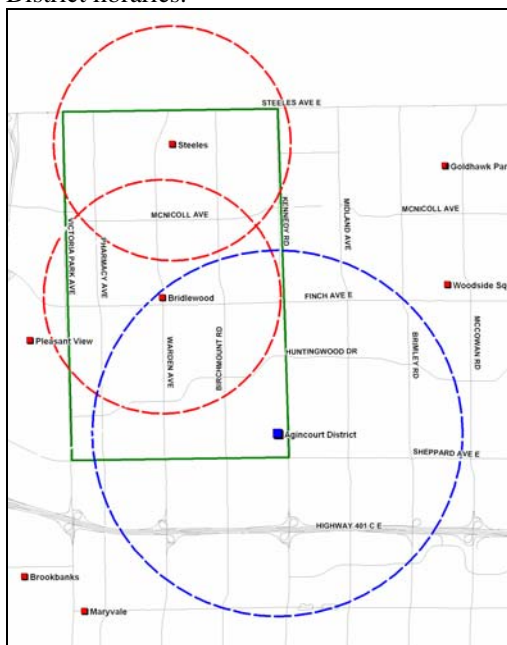 District libraries.
STEELES AVE E
Steeles
Goldhawk Par
MCNICOLL AVE
MCNICOLL AVE
VICTORIA PARK AVE
PHARMACY AVE
KENNEDY RD
MIDLAND AVE
Woodside Sq
Bridlewood
FINCH AVE E
Pleasant View
WARDEN AVE
BIRCHMOUNT RD
HUNTINGWOOD DR
BRIMLEY RD
MCCOWAN RD
Agincourt District
SHEPPARD AVE E
HIGHWAY 401 C E
Brookbanks
Maryvale